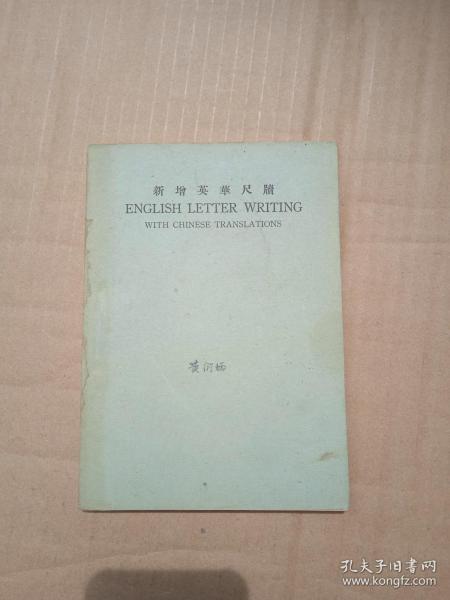 新增英華尺牘
ENGLISH LETTER WRITING
WITH CHINESE TRANSLATIONS
孔夫子旧书网
www.kongfz.com